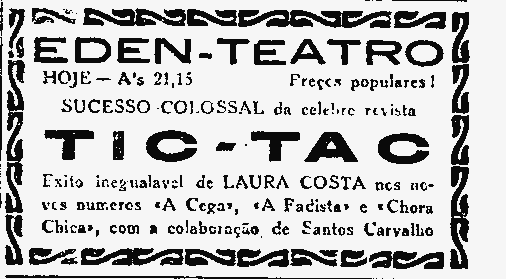 EDEN-TEATRO
HOJE — A's 21,15 Preços populares!
SUCESSO COLOSSAL da celebre revista
TIC-TAC
Exito inegualavel de LAURA COSTA nos no-
vos numeros «A Cega», «A Fadista» e «Chora
Chica», com a colaboração de Santos Carvalho